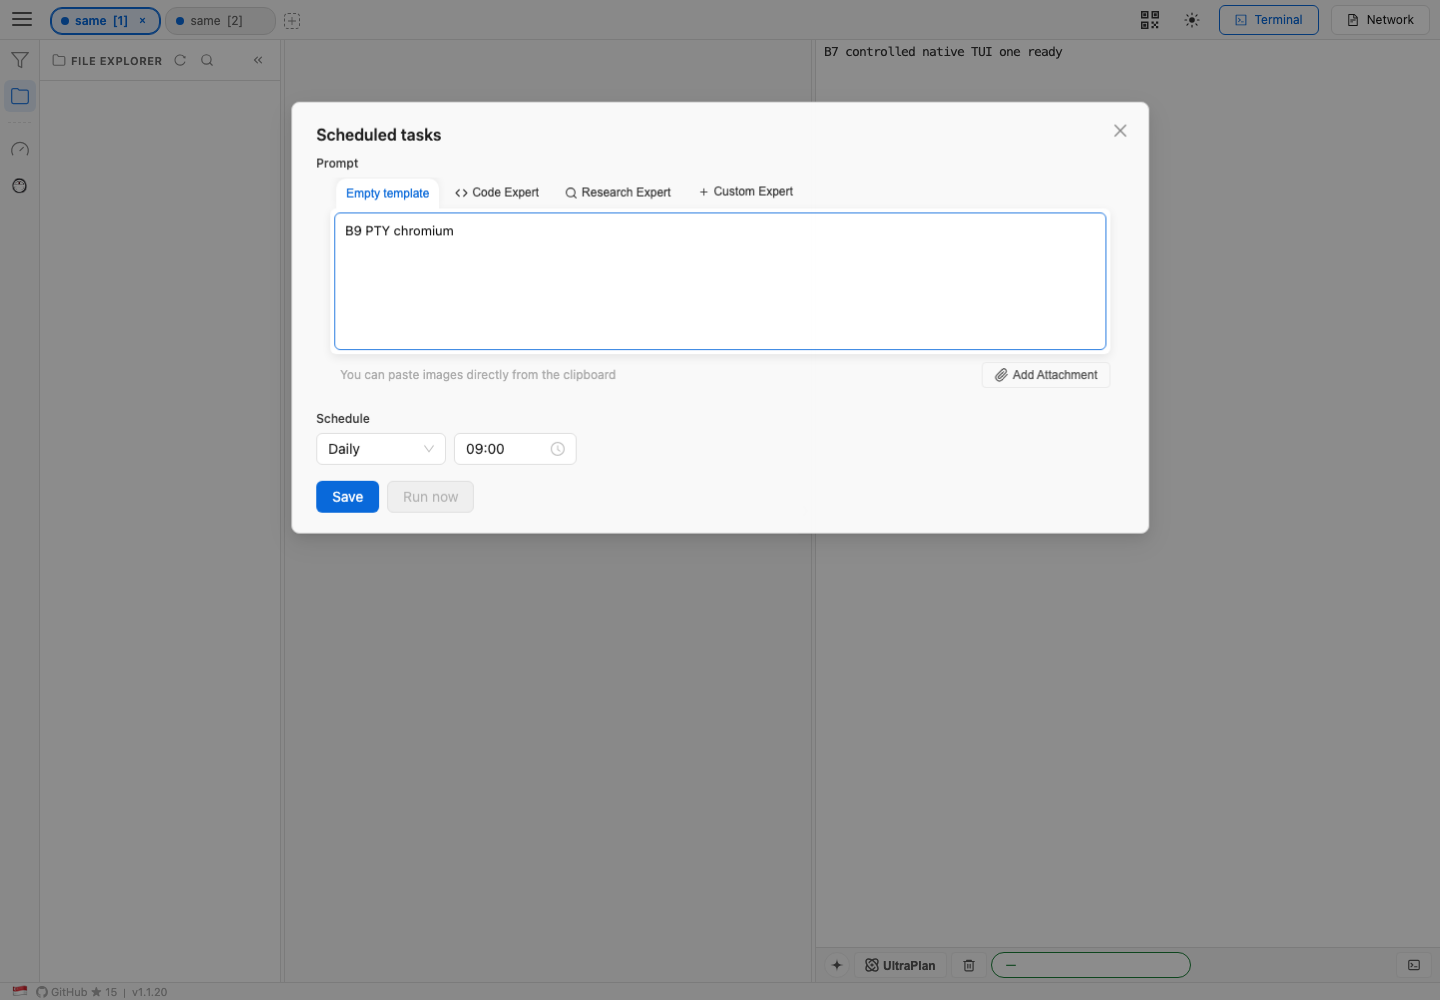 same [1] ×
same [2]
Terminal
Network
FILE EXPLORER
B7 controlled native TUI one ready
Scheduled tasks
Prompt
Empty template
Code Expert
Research Expert
Custom Expert
B9 PTY chromium
You can paste images directly from the clipboard
Add Attachment
Schedule
Daily
09:00
Save
Run now
UltraPlan
GitHub ★ 15 | v1.1.20